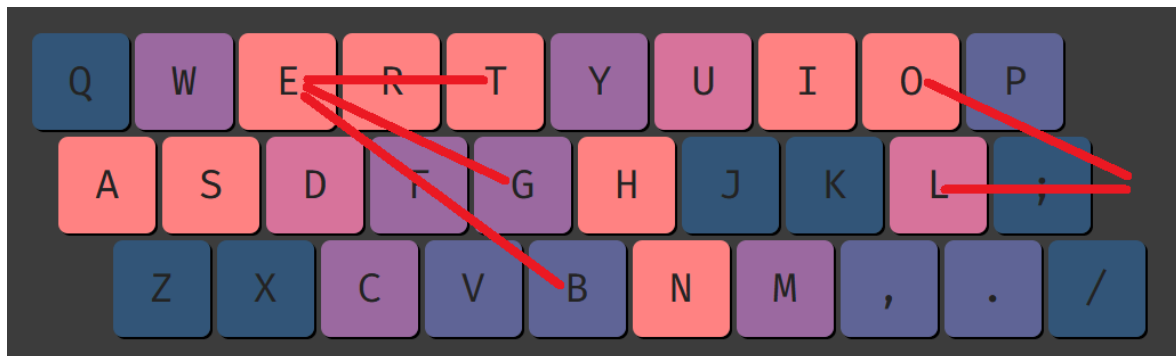 Q W E R T Y U I O P
A S D F G H J K L ;
Z X C V B N M , . /